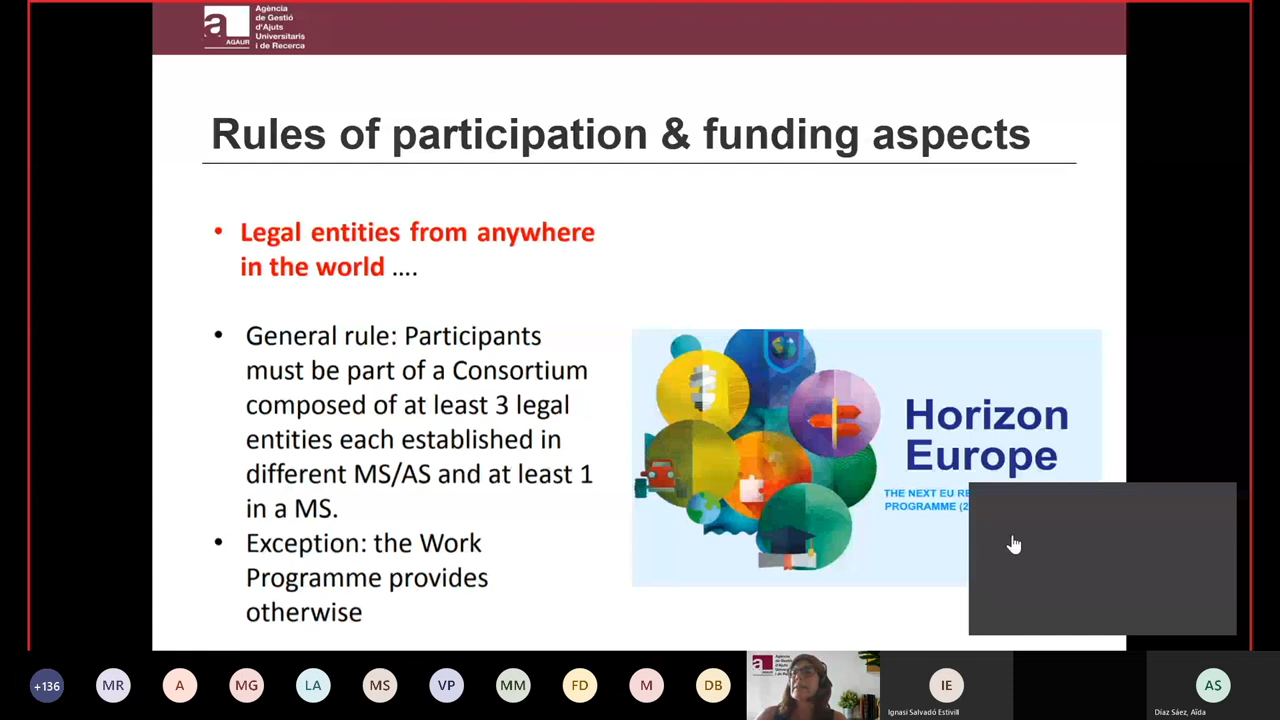 Agència
de Gestió
d'Ajuts
Universitaris
i de Recerca
a
AGAUR
Rules of participation & funding aspects
• Legal entities from anywhere
in the world ....
• General rule: Participants
must be part of a Consortium
composed of at least 3 legal
entities each established in
different MS/AS and at least 1
in a MS.
• Exception: the Work
Programme provides
otherwise
Horizon
Europe
THE NEXT EU RE
PROGRAMME (2
+136
MR
A
MG
LA
MS
VP
MM
FD
M
DB
IE
AS
Ignasi Salvadó Estivill
Díaz Sáez, Aïda